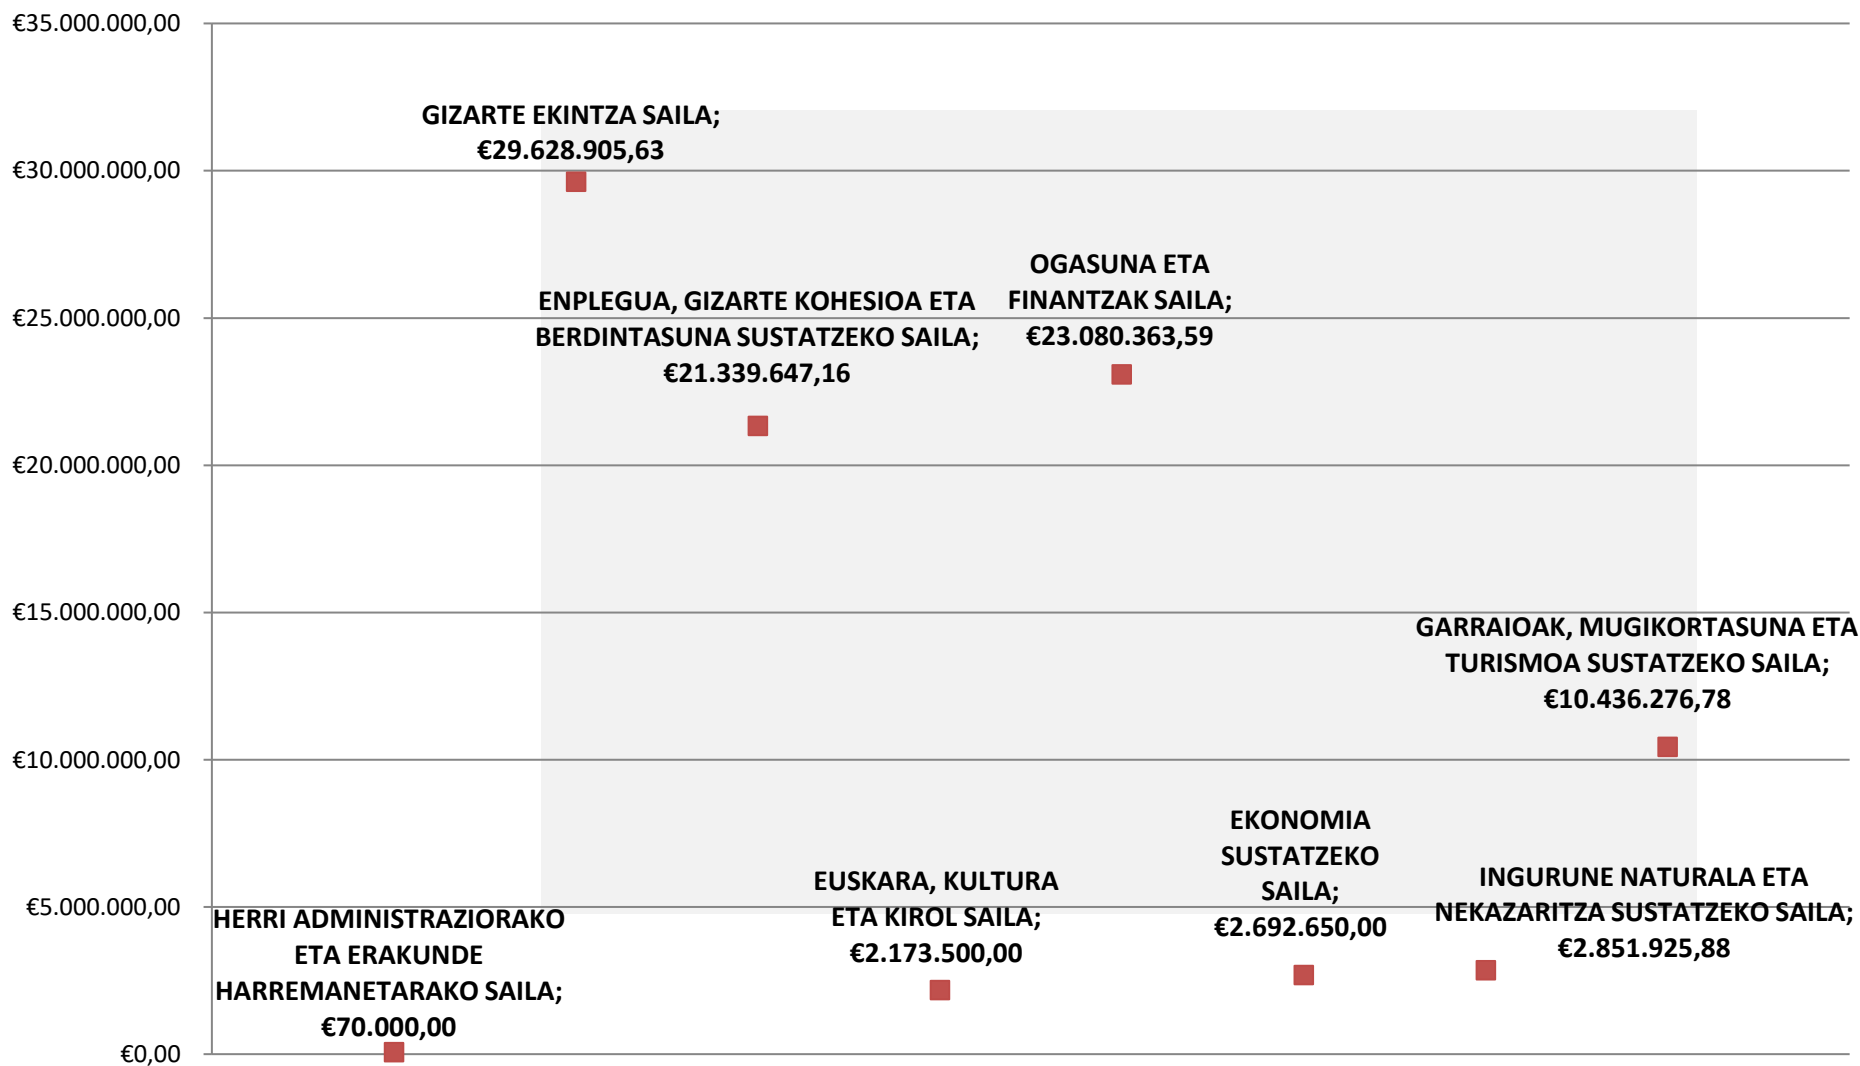 €35.000.000,00
€30.000.000,00
€25.000.000,00
€20.000.000,00
€15.000.000,00
€10.000.000,00
€5.000.000,00
€0,00
HERRI ADMINISTRAZIORAKO
ETA ERAKUNDE
HARREMANETARAKO SAILA;
€70.000,00
GIZARTE EKINTZA SAILA;
€29.628.905,63
ENPLEGUA, GIZARTE KOHESIOA ETA
BERDINTASUNA SUSTATZEKO SAILA;
€21.339.647,16
EUSKARA, KULTURA
ETA KIROL SAILA;
€2.173.500,00
OGASUNA ETA
FINANTZAK SAILA;
€23.080.363,59
EKONOMIA
SUSTATZEKO
SAILA;
€2.692.650,00
INGURUNE NATURALA ETA
NEKAZARITZA SUSTATZEKO SAILA;
€2.851.925,88
GARRAIOAK, MUGIKORTASUNA ETA
TURISMOA SUSTATZEKO SAILA;
€10.436.276,78